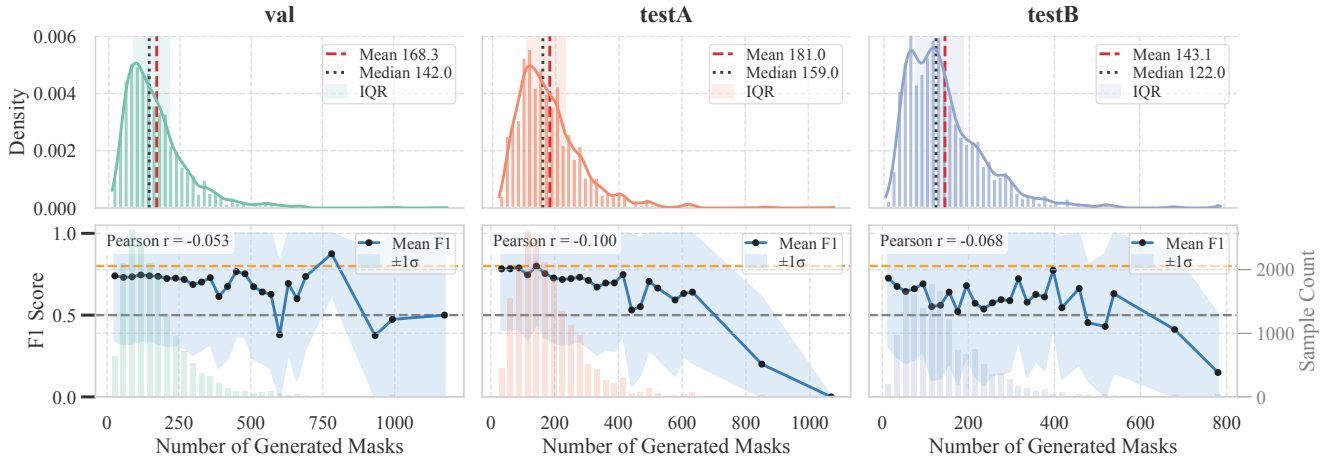 val
testA
testB
Density
0.006
0.004
0.002
0.000
Mean 168.3
Median 142.0
IQR
Mean 181.0
Median 159.0
IQR
Mean 143.1
Median 122.0
IQR
F1 Score
1.0
0.5
0.0
Pearson r = -0.053
Mean F1
±1σ
Pearson r = -0.100
Mean F1
±1σ
Pearson r = -0.068
Mean F1
±1σ
2000
1000
0
Sample Count
0 250 500 750 1000
0 200 400 600 800 1000
0 200 400 600 800
Number of Generated Masks
Number of Generated Masks
Number of Generated Masks